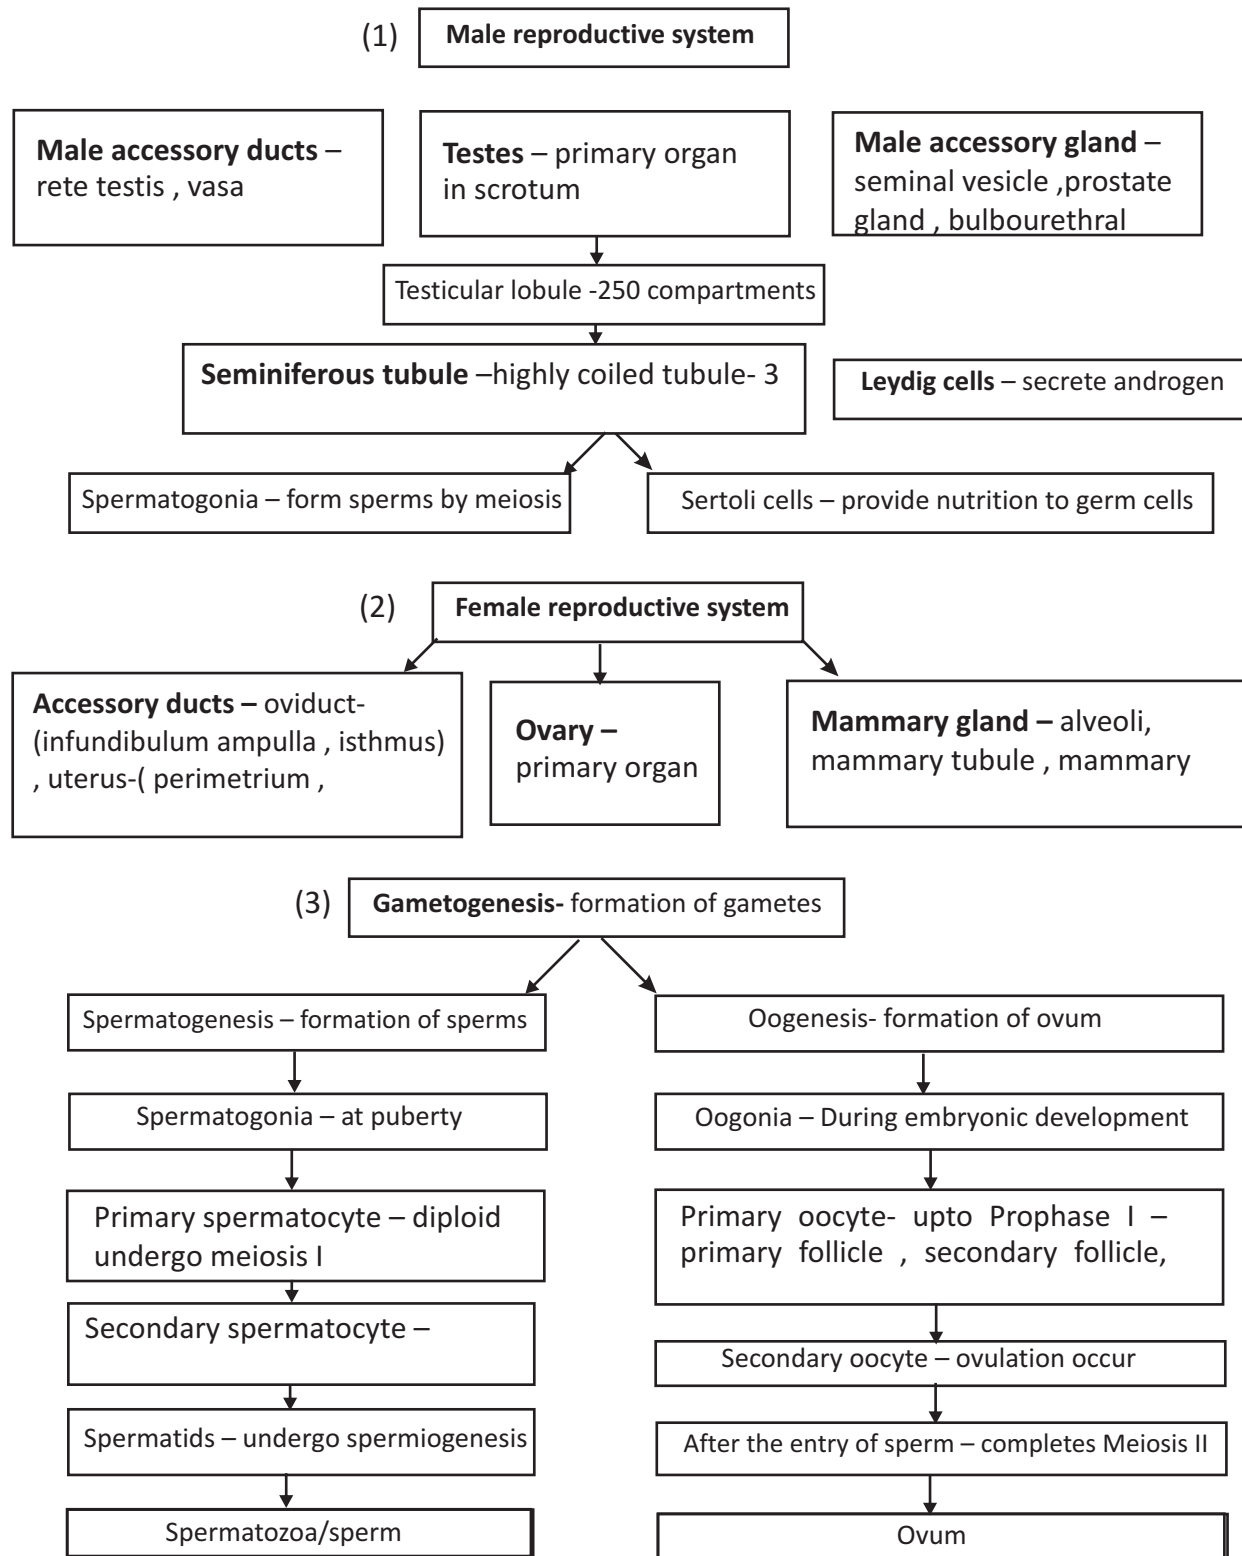 (1) Male reproductive system
Male accessory ducts –
rete testis , vasa
Testes – primary organ
in scrotum
Male accessory gland –
seminal vesicle ,prostate
gland , bulbourethral
Testicular lobule -250 compartments
Seminiferous tubule –highly coiled tubule- 3
Leydig cells – secrete androgen
Spermatogonia – form sperms by meiosis
Sertoli cells – provide nutrition to germ cells
(2) Female reproductive system
Accessory ducts – oviduct-
(infundibulum ampulla , isthmus)
, uterus-( perimetrium ,
Ovary –
primary organ
Mammary gland – alveoli,
mammary tubule , mammary
(3) Gametogenesis- formation of gametes
Spermatogenesis – formation of sperms
Oogenesis- formation of ovum
Spermatogonia – at puberty
Oogonia – During embryonic development
Primary spermatocyte – diploid
undergo meiosis I
Primary oocyte- upto Prophase I –
primary follicle , secondary follicle,
Secondary spermatocyte –
Secondary oocyte – ovulation occur
Spermatids – undergo spermiogenesis
After the entry of sperm – completes Meiosis II
Spermatozoa/sperm
Ovum